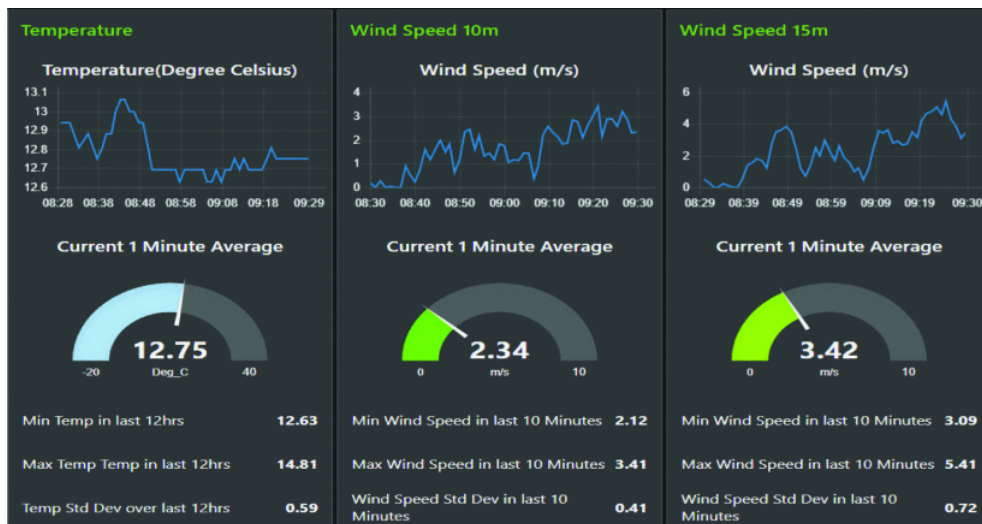 Temperature
Temperature(Degree Celsius)
13.1
13
12.9
12.8
12.7
12.6
08:28 08:38 08:48 08:58 09:08 09:18 09:29
Current 1 Minute Average
12.75
-20 Deg_C 40
Min Temp in last 12hrs 12.63
Max Temp Temp in last 12hrs 14.81
Temp Std Dev over last 12hrs 0.59
Wind Speed 10m
Wind Speed (m/s)
4
3
2
1
0
08:30 08:40 08:50 09:00 09:10 09:20 09:30
Current 1 Minute Average
2.34
0 m/s 10
Min Wind Speed in last 10 Minutes 2.12
Max Wind Speed in last 10 Minutes 3.41
Wind Speed Std Dev in last 10
Minutes 0.41
Wind Speed 15m
Wind Speed (m/s)
6
4
2
0
08:29 08:39 08:49 08:59 09:09 09:19 09:30
Current 1 Minute Average
3.42
0 m/s 10
Min Wind Speed in last 10 Minutes 3.09
Max Wind Speed in last 10 Minutes 5.41
Wind Speed Std Dev in last 10
Minutes 0.72